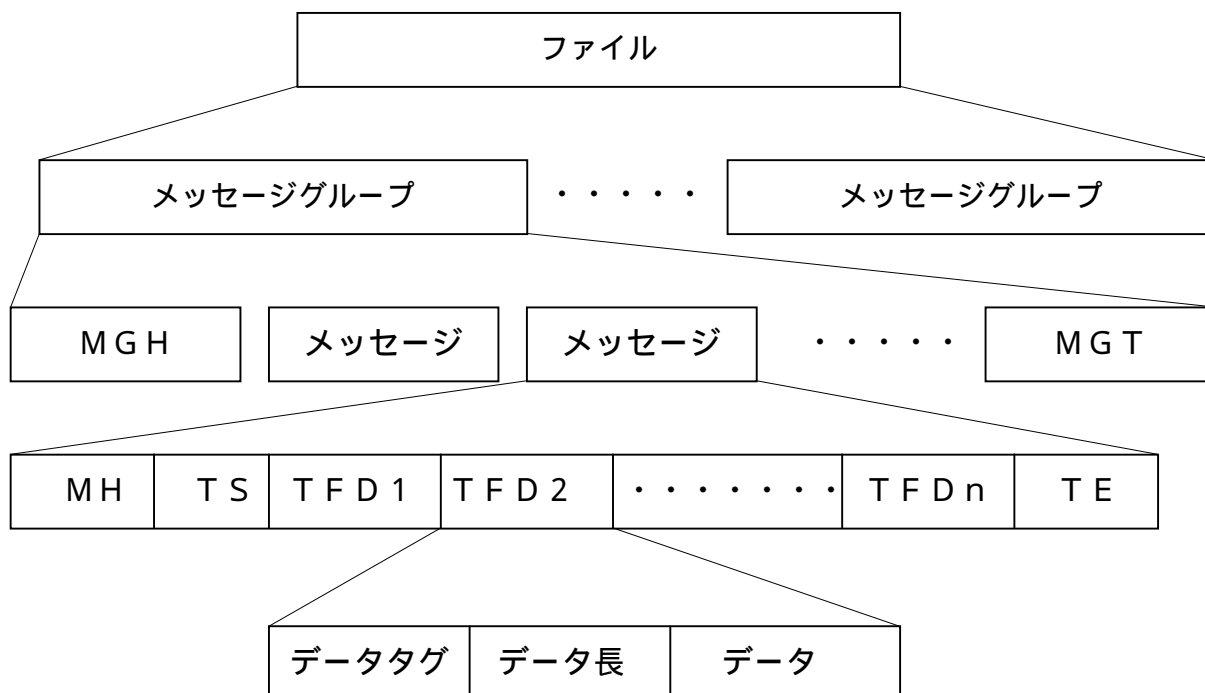 ファイル
メッセージグループ ・・・・・ メッセージグループ
ＭＧＨ メッセージ メッセージ ・・・・・ ＭＧＴ
ＭＨ ＴＳ ＴＦＤ１ ＴＦＤ２ ・・・・・・・ ＴＦＤｎ ＴＥ
データタグ データ長 データ